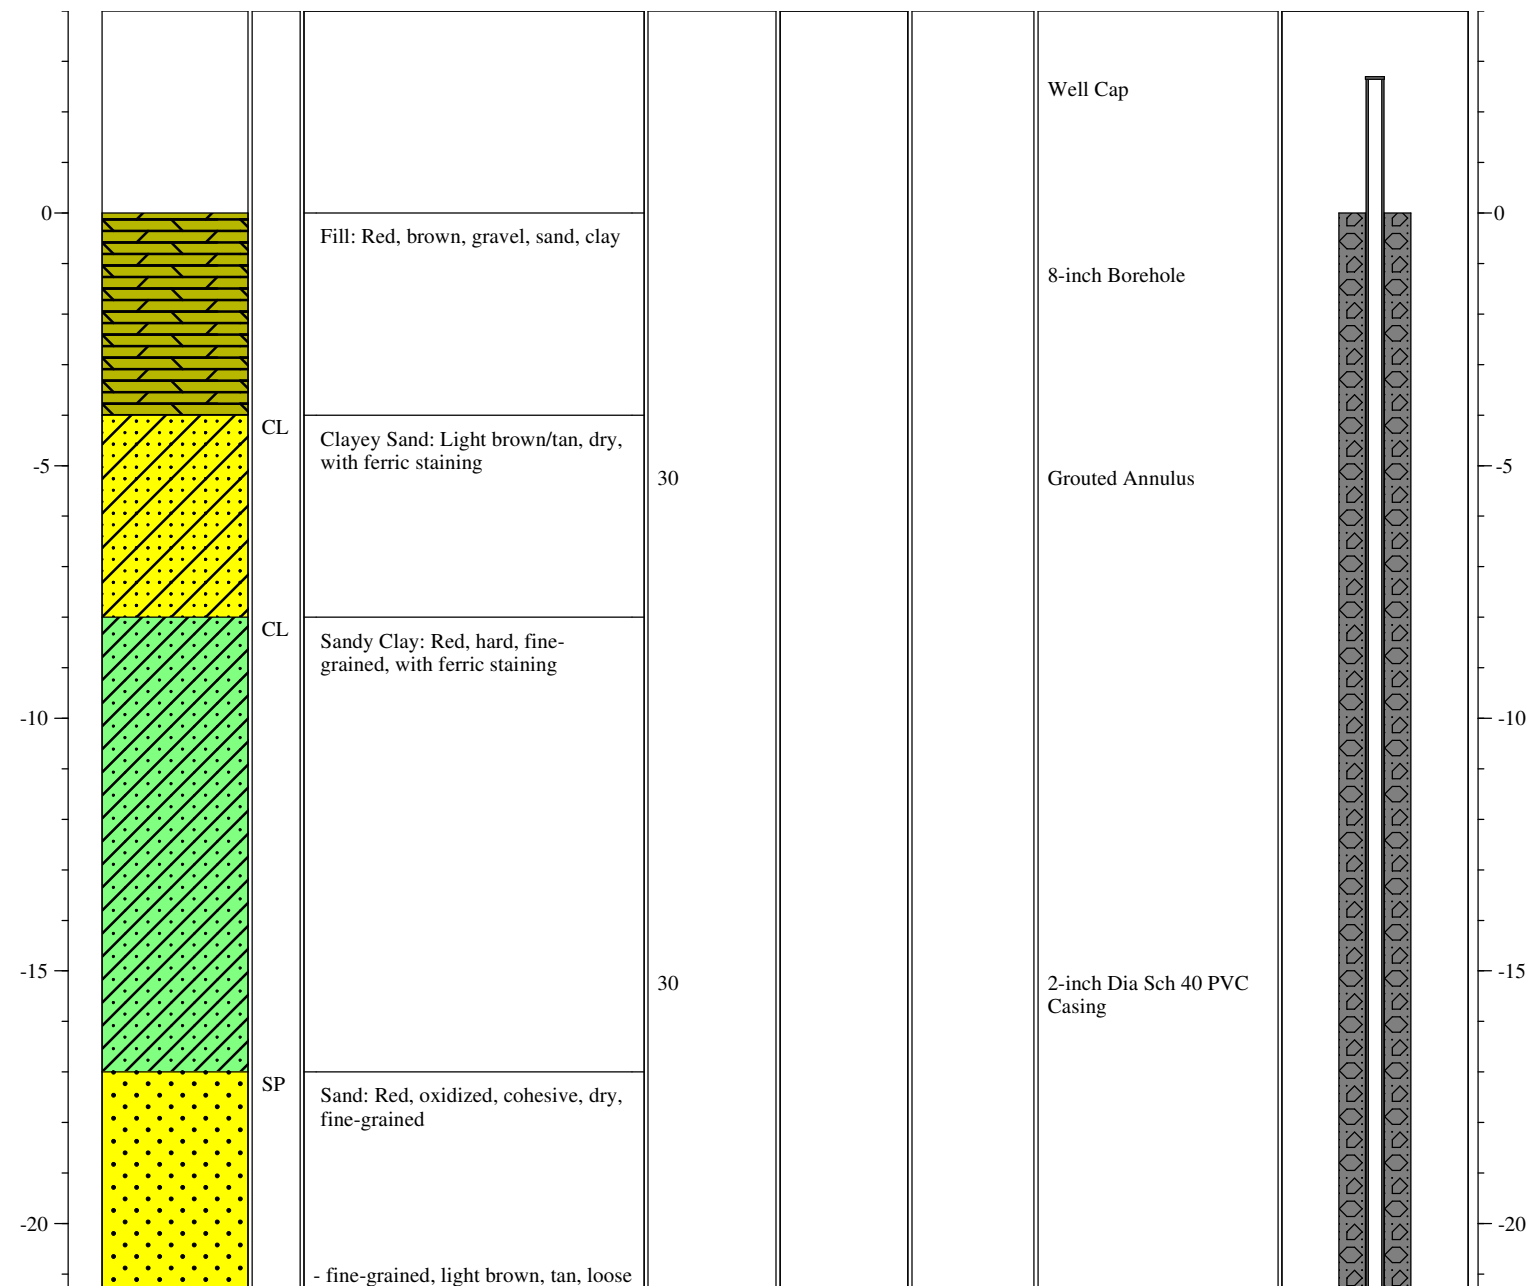 Well Cap
0
Fill: Red, brown, gravel, sand, clay
0
8-inch Borehole
CL
Clayey Sand: Light brown/tan, dry,
with ferric staining
-5
30
Grouted Annulus
-5
CL
Sandy Clay: Red, hard, fine-
grained, with ferric staining
-10
-10
-15
30
2-inch Dia Sch 40 PVC
Casing
-15
SP
Sand: Red, oxidized, cohesive, dry,
fine-grained
-20
-20
- fine-grained, light brown, tan, loose